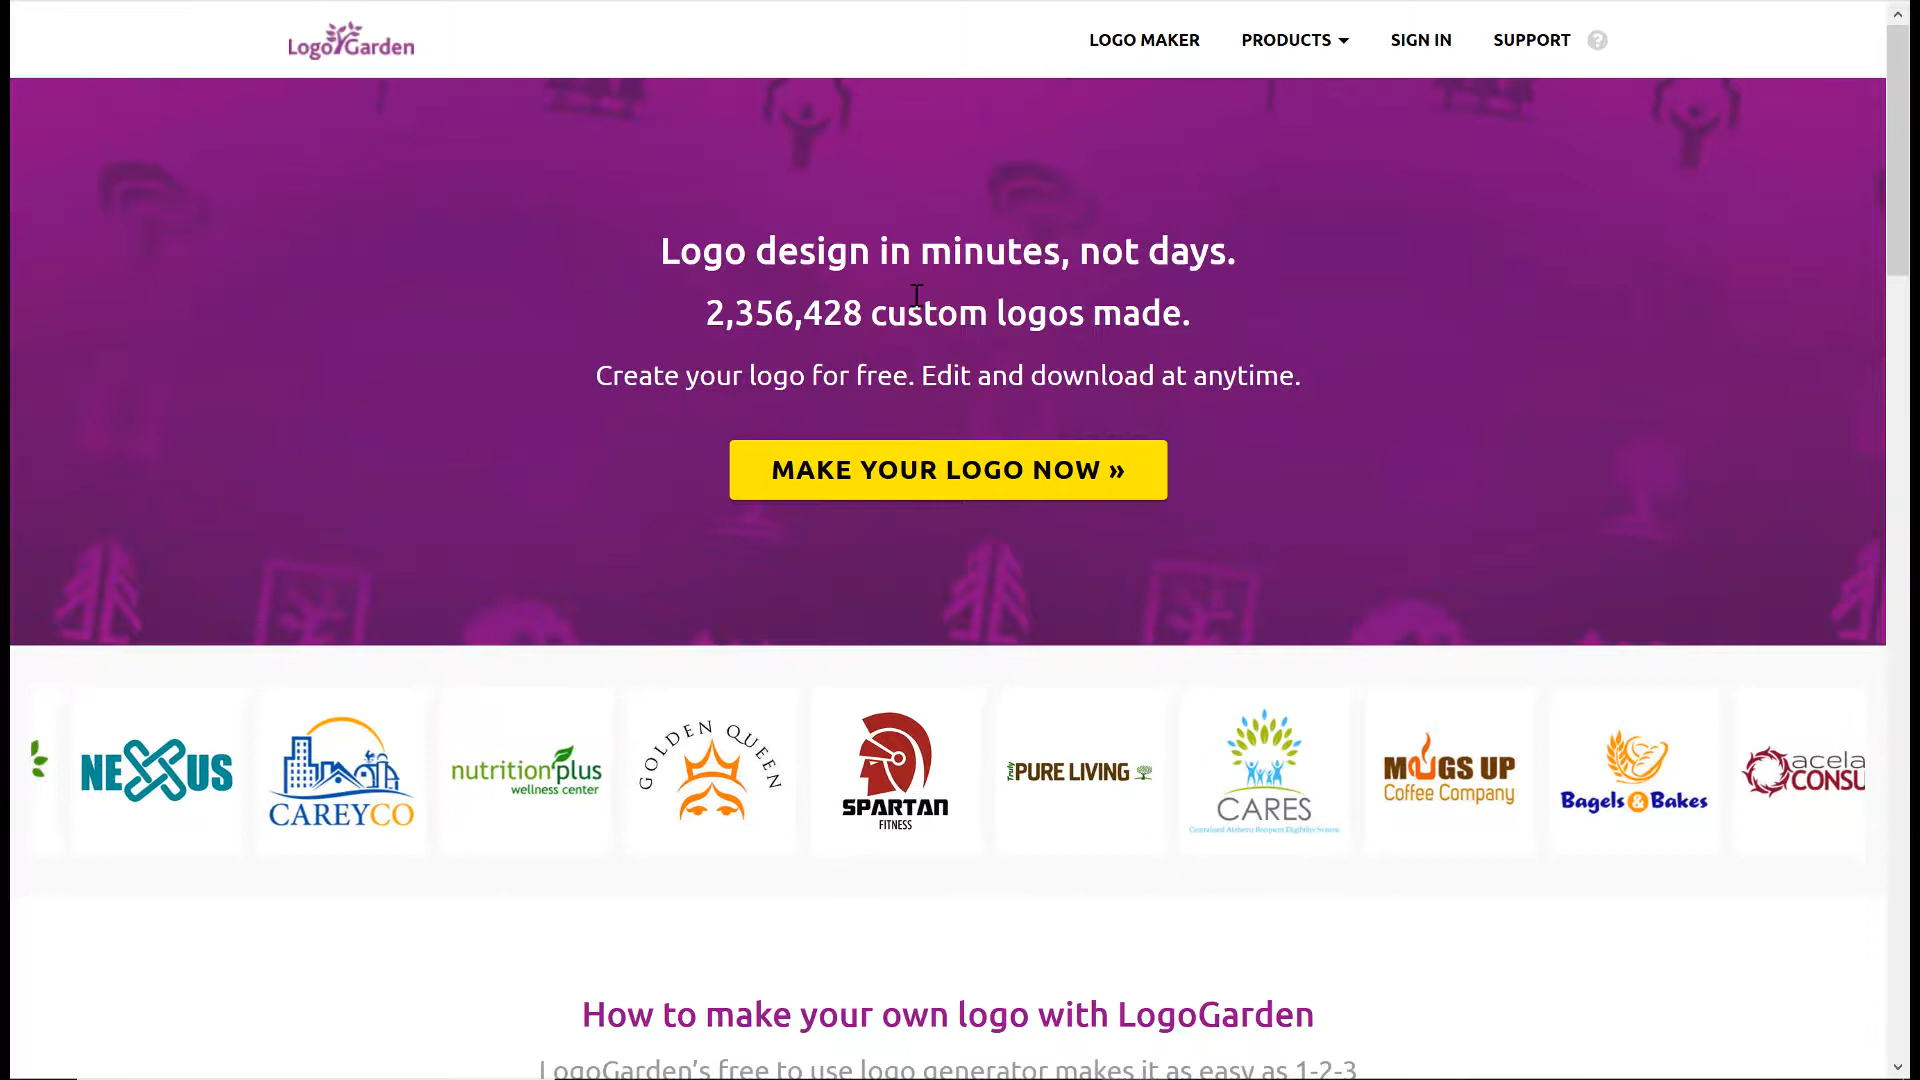 LogoGarden
LOGO MAKER PRODUCTS SIGN IN SUPPORT ?
Logo design in minutes, not days.
2,356,428 custom logos made.
Create your logo for free. Edit and download at anytime.
MAKE YOUR LOGO NOW »
NEXUS
CAREYCO
nutrition plus
wellness center
GOLDEN QUEEN
SPARTAN
FITNESS
Truly PURE LIVING
CARES
MUGS UP
Coffee Company
Bagels & Bakes
acela
CONSU
How to make your own logo with LogoGarden
LogoGarden's free to use logo generator makes it as easy as 1-2-3